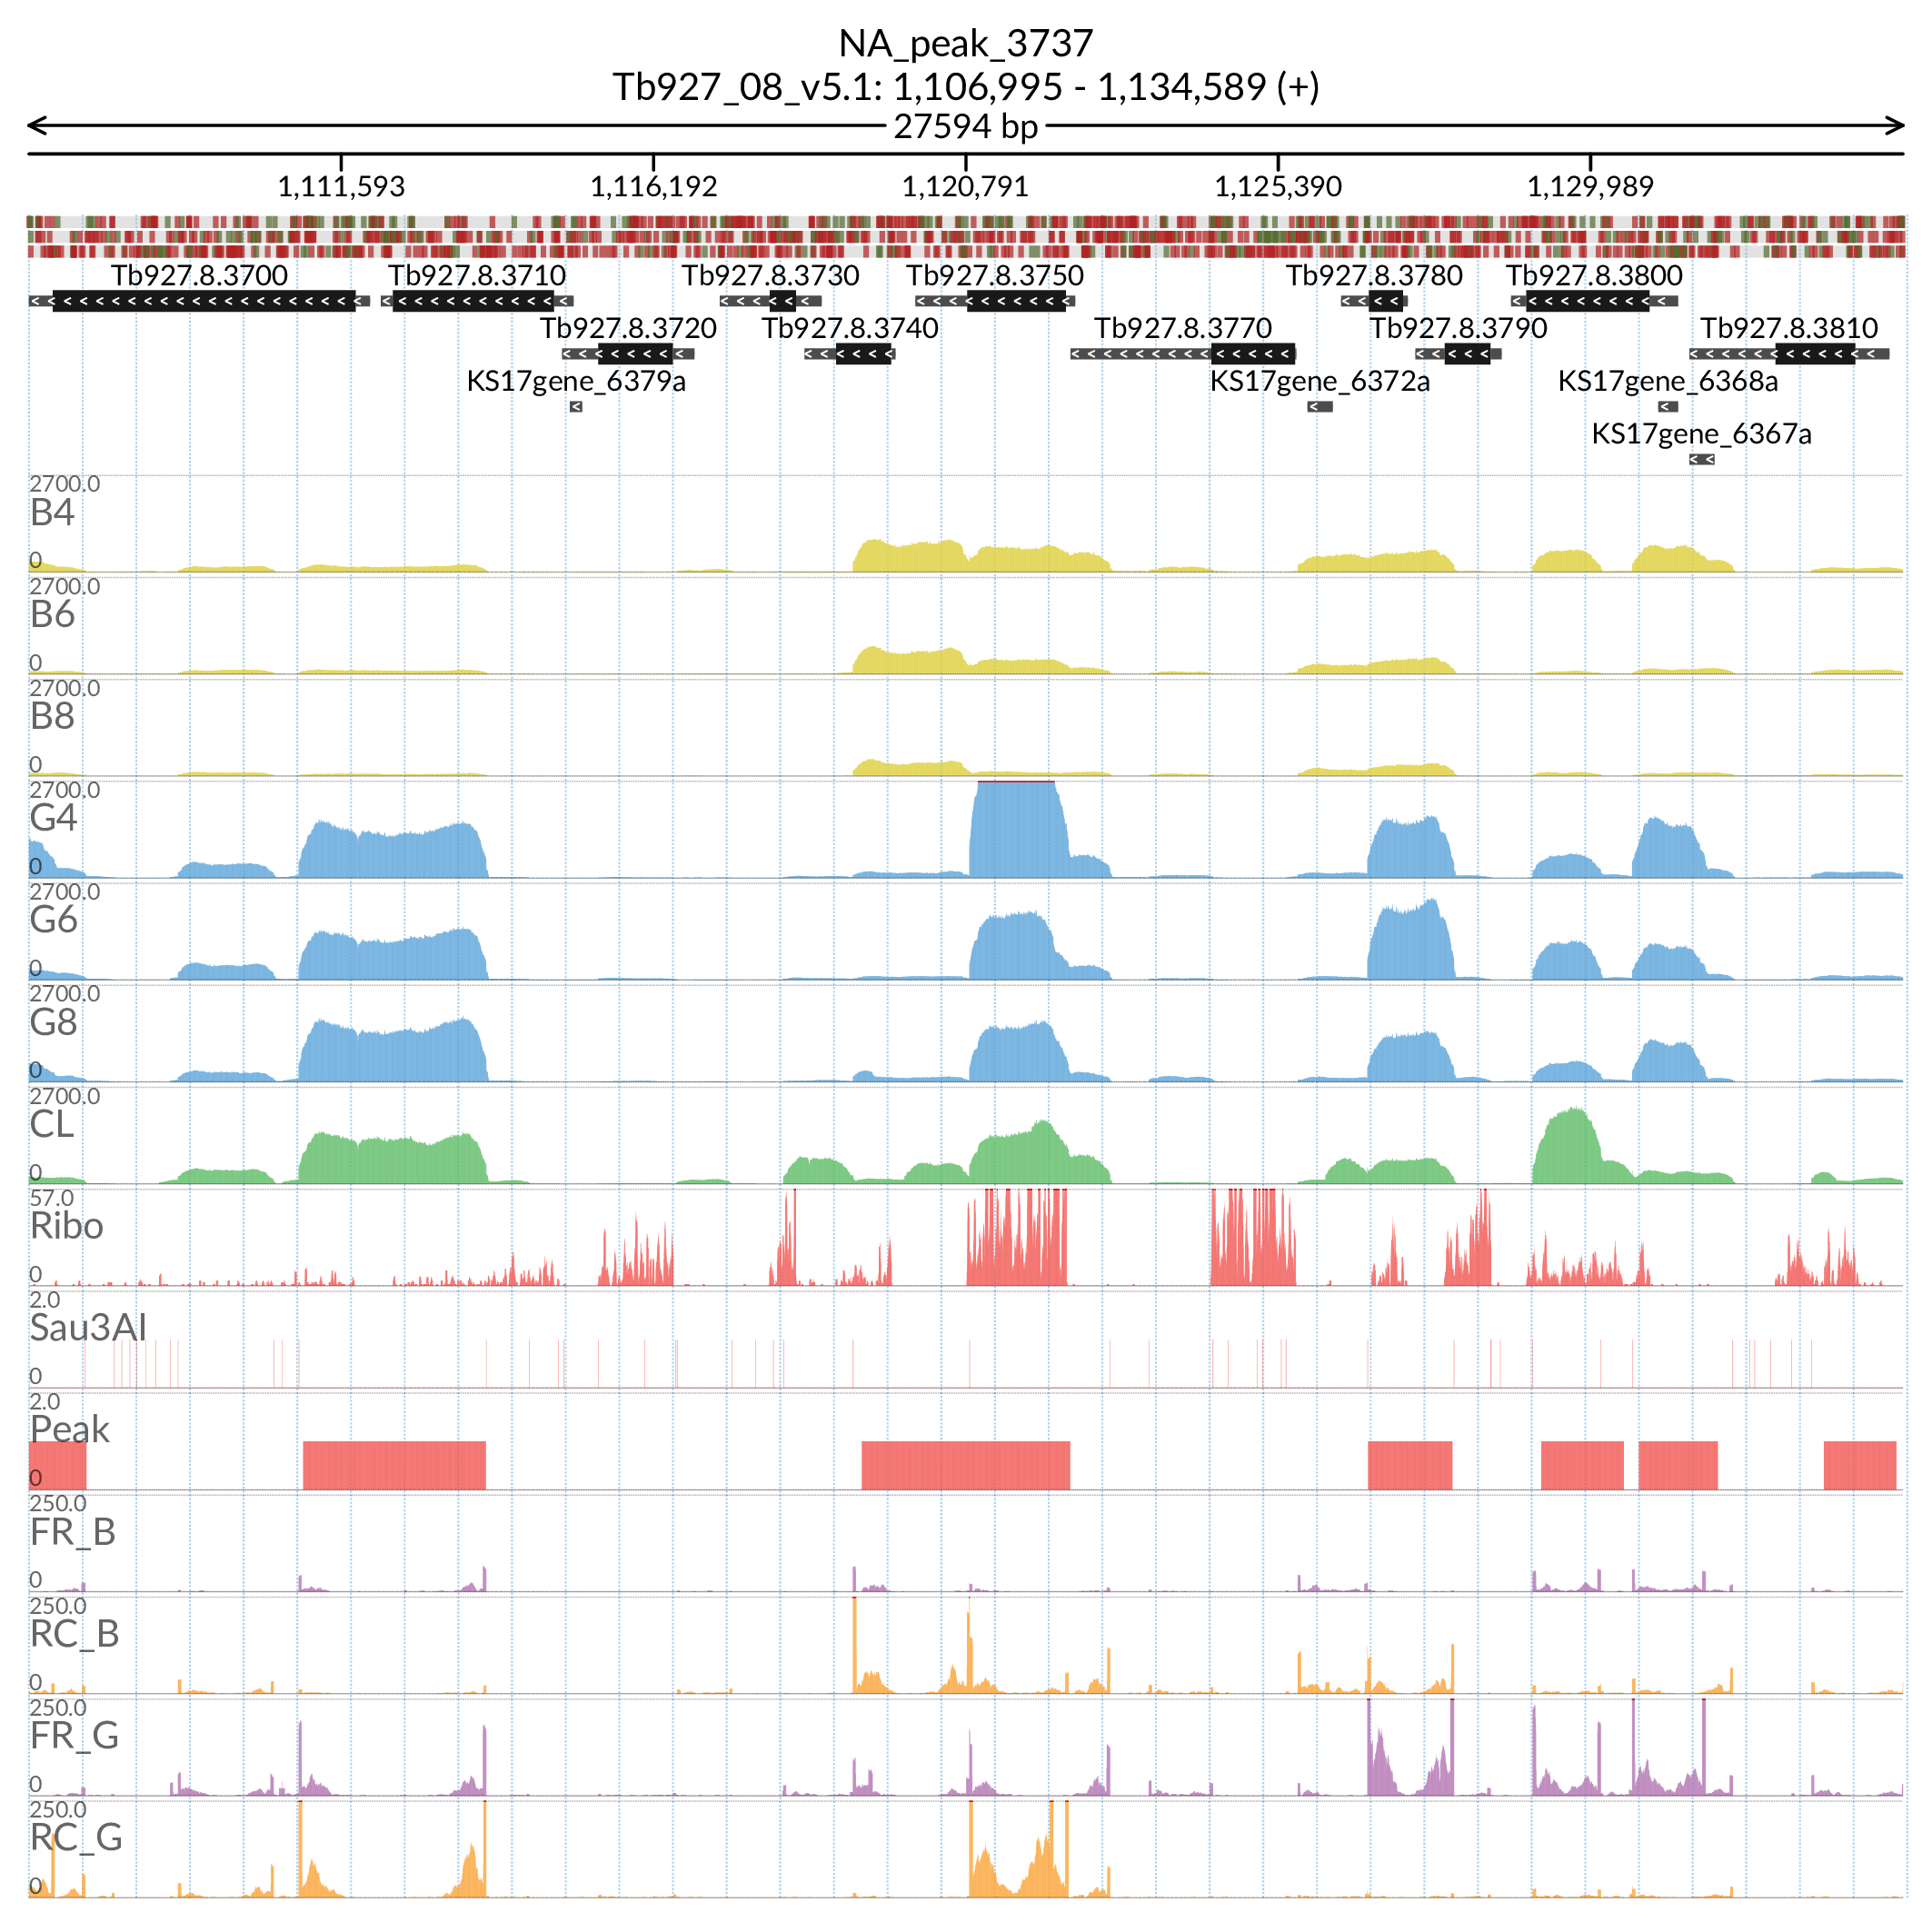 NA_peak_3737
Tb927_08_v5.1: 1,106,995 - 1,134,589 (+)
27594 bp
1,111,593 1,116,192 1,120,791 1,125,390 1,129,989
Tb927.8.3700 Tb927.8.3710 Tb927.8.3730 Tb927.8.3750 Tb927.8.3780 Tb927.8.3800
Tb927.8.3720 Tb927.8.3740 Tb927.8.3770 Tb927.8.3790 Tb927.8.3810
KS17gene_6379a KS17gene_6372a KS17gene_6368a
KS17gene_6367a
2700.0
B4
0
2700.0
B6
0
2700.0
B8
0
2700.0
G4
0
2700.0
G6
0
2700.0
G8
0
2700.0
CL
0
57.0
Ribo
0
2.0
Sau3AI
0
2.0
Peak
0
250.0
FR_B
0
250.0
RC_B
0
250.0
FR_G
0
250.0
RC_G
0